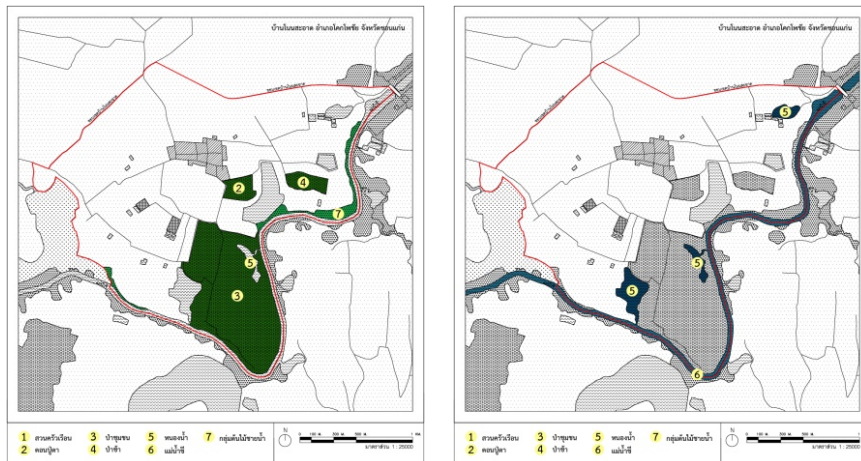 บ้านโนนสะอาด อำเภอโคกโพธิ์ชัย จังหวัดขอนแก่น
2
4
7
5
3
N
1 สวนครัวเรือน
3 ป่าชุมชน
5 หนองน้ำ
7 กลุ่มต้นไม้ชายน้ำ
2 ดอนปู่ตา
4 ป่าช้า
6 แม่น้ำชี
มาตราส่วน 1 : 25000
บ้านโนนสะอาด อำเภอโคกโพธิ์ชัย จังหวัดขอนแก่น
5
5
5
6
N
1 สวนครัวเรือน
3 ป่าชุมชน
5 หนองน้ำ
7 กลุ่มต้นไม้ชายน้ำ
2 ดอนปู่ตา
4 ป่าช้า
6 แม่น้ำชี
มาตราส่วน 1 : 25000